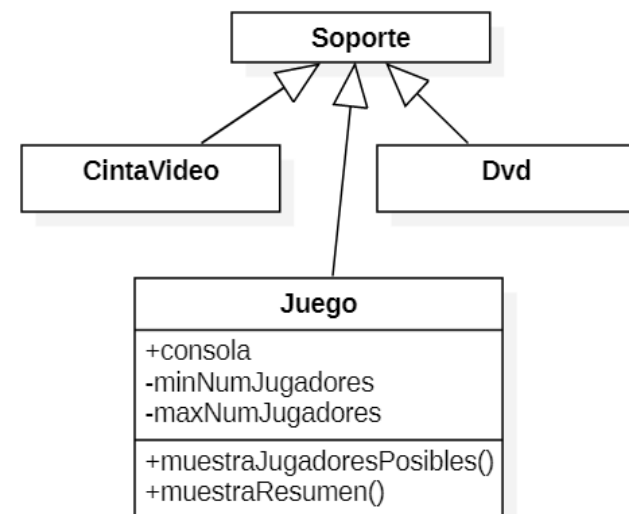 Soporte
CintaVideo
Dvd
Juego
+consola
-minNumJugadores
-maxNumJugadores
+muestraJugadoresPosibles()
+muestraResumen()